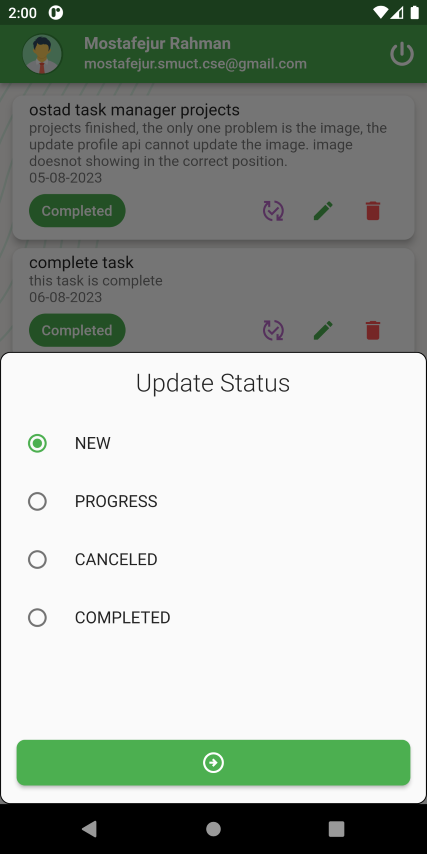 2:00
Mostafejur Rahman
mostafejur.smuct.cse@gmail.com
ostad task manager projects
projects finished, the only one problem is the image, the
update profile api cannot update the image. image
doesnot showing in the correct position.
05-08-2023
Completed
complete task
this task is complete
06-08-2023
Completed
Update Status
NEW
PROGRESS
CANCELED
COMPLETED